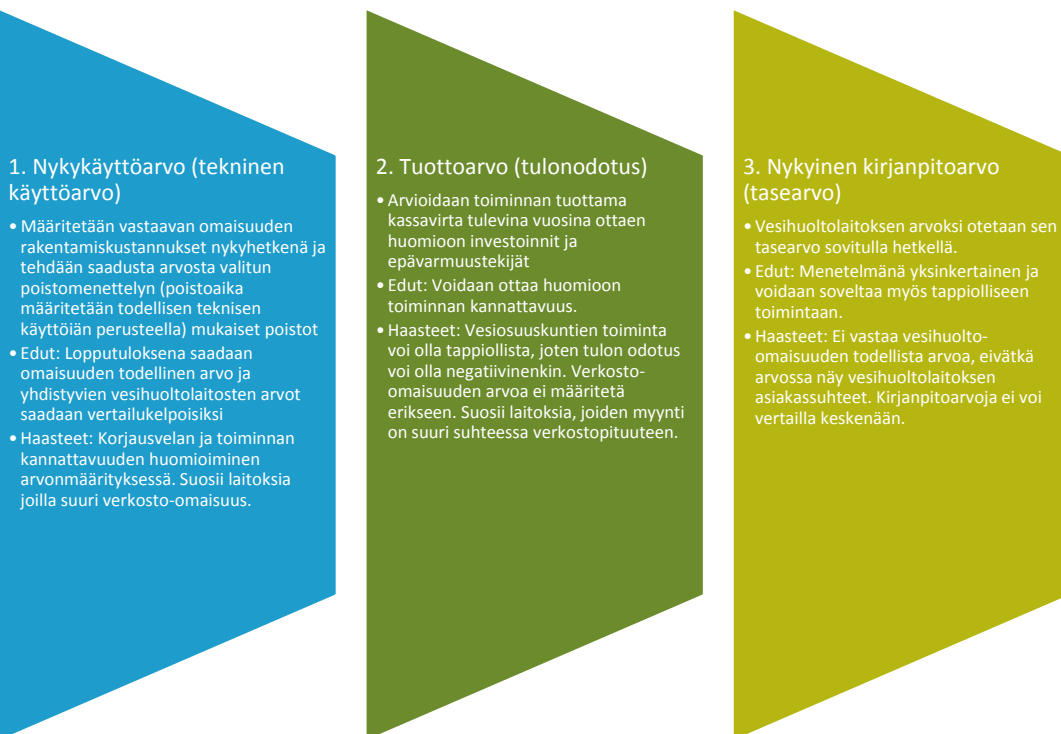 1. Nykykäyttöarvo (tekninen
käyttöarvo)
• Määritetään vastaavan omaisuuden
rakentamiskustannukset nykyhetkenä ja
tehdään saadusta arvosta valitun
poistomenettelyn (poistoaika
määritetään todellisen teknisen
käyttöiän perusteella) mukaiset poistot
• Edut: Lopputuloksena saadaan
omaisuuden todellinen arvo ja
yhdistyvien vesihuoltolaitosten arvot
saadaan vertailukelpoisiksi
• Haasteet: Korjausvelan ja toiminnan
kannattavuuden huomioiminen
arvonmäärityksessä. Suosii laitoksia
joilla suuri verkosto-omaisuus.
2. Tuottoarvo (tulonodotus)
• Arvioidaan toiminnan tuottama
kassavirta tulevina vuosina ottaen
huomioon investoinnit ja
epävarmuustekijät
• Edut: Voidaan ottaa huomioon
toiminnan kannattavuus.
• Haasteet: Vesiosuuskuntien toiminta
voi olla tappiollista, joten tulon odotus
voi olla negatiivinenkin. Verkosto-
omaisuuden arvoa ei määritetä
erikseen. Suosii laitoksia, joiden myynti
on suuri suhteessa verkostopituuteen.
3. Nykyinen kirjanpitoarvo
(tasearvo)
• Vesihuoltolaitoksen arvoksi otetaan sen
tasearvo sovitulla hetkellä.
• Edut: Menetelmänä yksinkertainen ja
voidaan soveltaa myös tappiolliseen
toimintaan.
• Haasteet: Ei vastaa vesihuolto-
omaisuuden todellista arvoa, eivätkä
arvossa näy vesihuoltolaitoksen
asiakassuhteet. Kirjanpitoarvoja ei voi
vertailla keskenään.